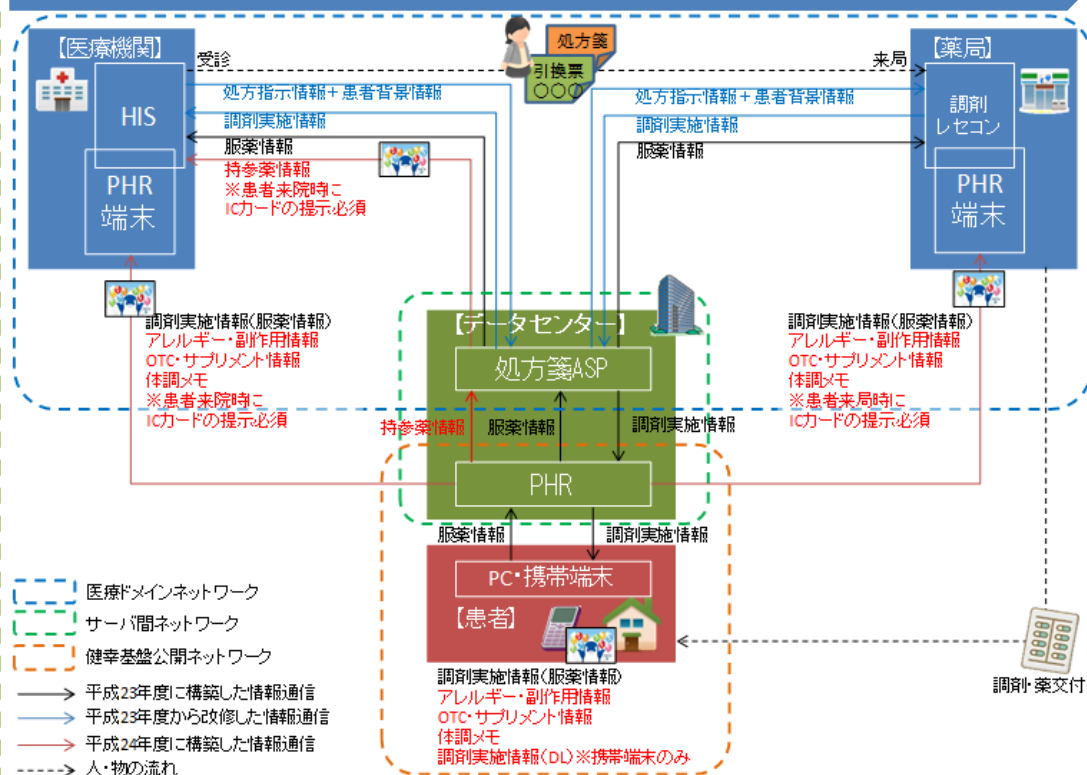 【医療機関】
HIS
PHR
端末
受診
処方箋
引換票
○○○
来局
【薬局】
調剤
レセコン
PHR
端末
処方指示情報+患者背景情報
調剤実施情報
服薬情報
持参薬情報
※患者来院時に
ICカードの提示必須
処方指示情報+患者背景情報
調剤実施情報
服薬情報
調剤実施情報(服薬情報)
アレルギー・副作用情報
OTC・サプリメント情報
体調メモ
※患者来院時に
ICカードの提示必須
【データセンター】
処方箋ASP
持参薬情報
服薬情報
調剤実施情報
PHR
調剤実施情報(服薬情報)
アレルギー・副作用情報
OTC・サプリメント情報
体調メモ
※患者来局時に
ICカードの提示必須
服薬情報
調剤実施情報
PC・携帯端末
【患者】
調剤実施情報(服薬情報)
アレルギー・副作用情報
OTC・サプリメント情報
体調メモ
調剤実施情報(DL)※携帯端末のみ
調剤・薬交付
医療ドメインネットワーク
サーバ間ネットワーク
健幸基盤公開ネットワーク
平成23年度に構築した情報通信
平成23年度から改修した情報通信
平成24年度に構築した情報通信
人・物の流れ